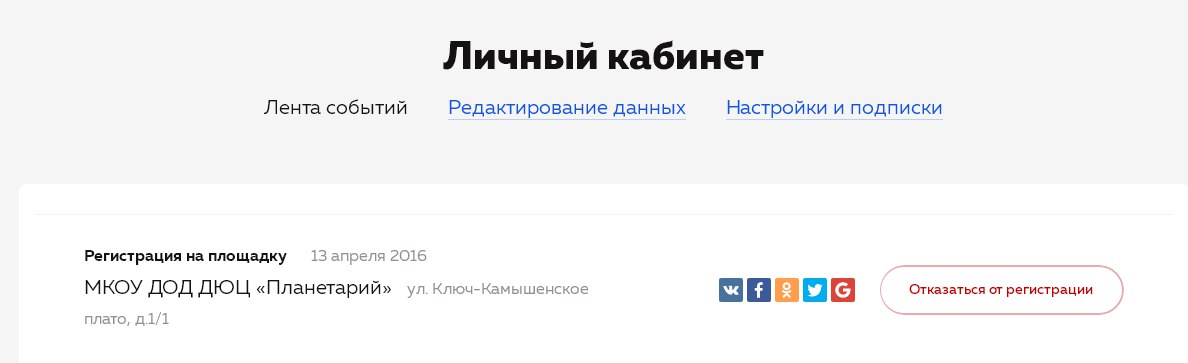 Личный кабинет
Лента событий Редактирование данных Настройки и подписки
Регистрация на площадку 13 апреля 2016
МКОУ ДОД ДЮЦ «Планетарий» ул. Ключ-Камышенское
плато, д.1/1
Отказаться от регистрации